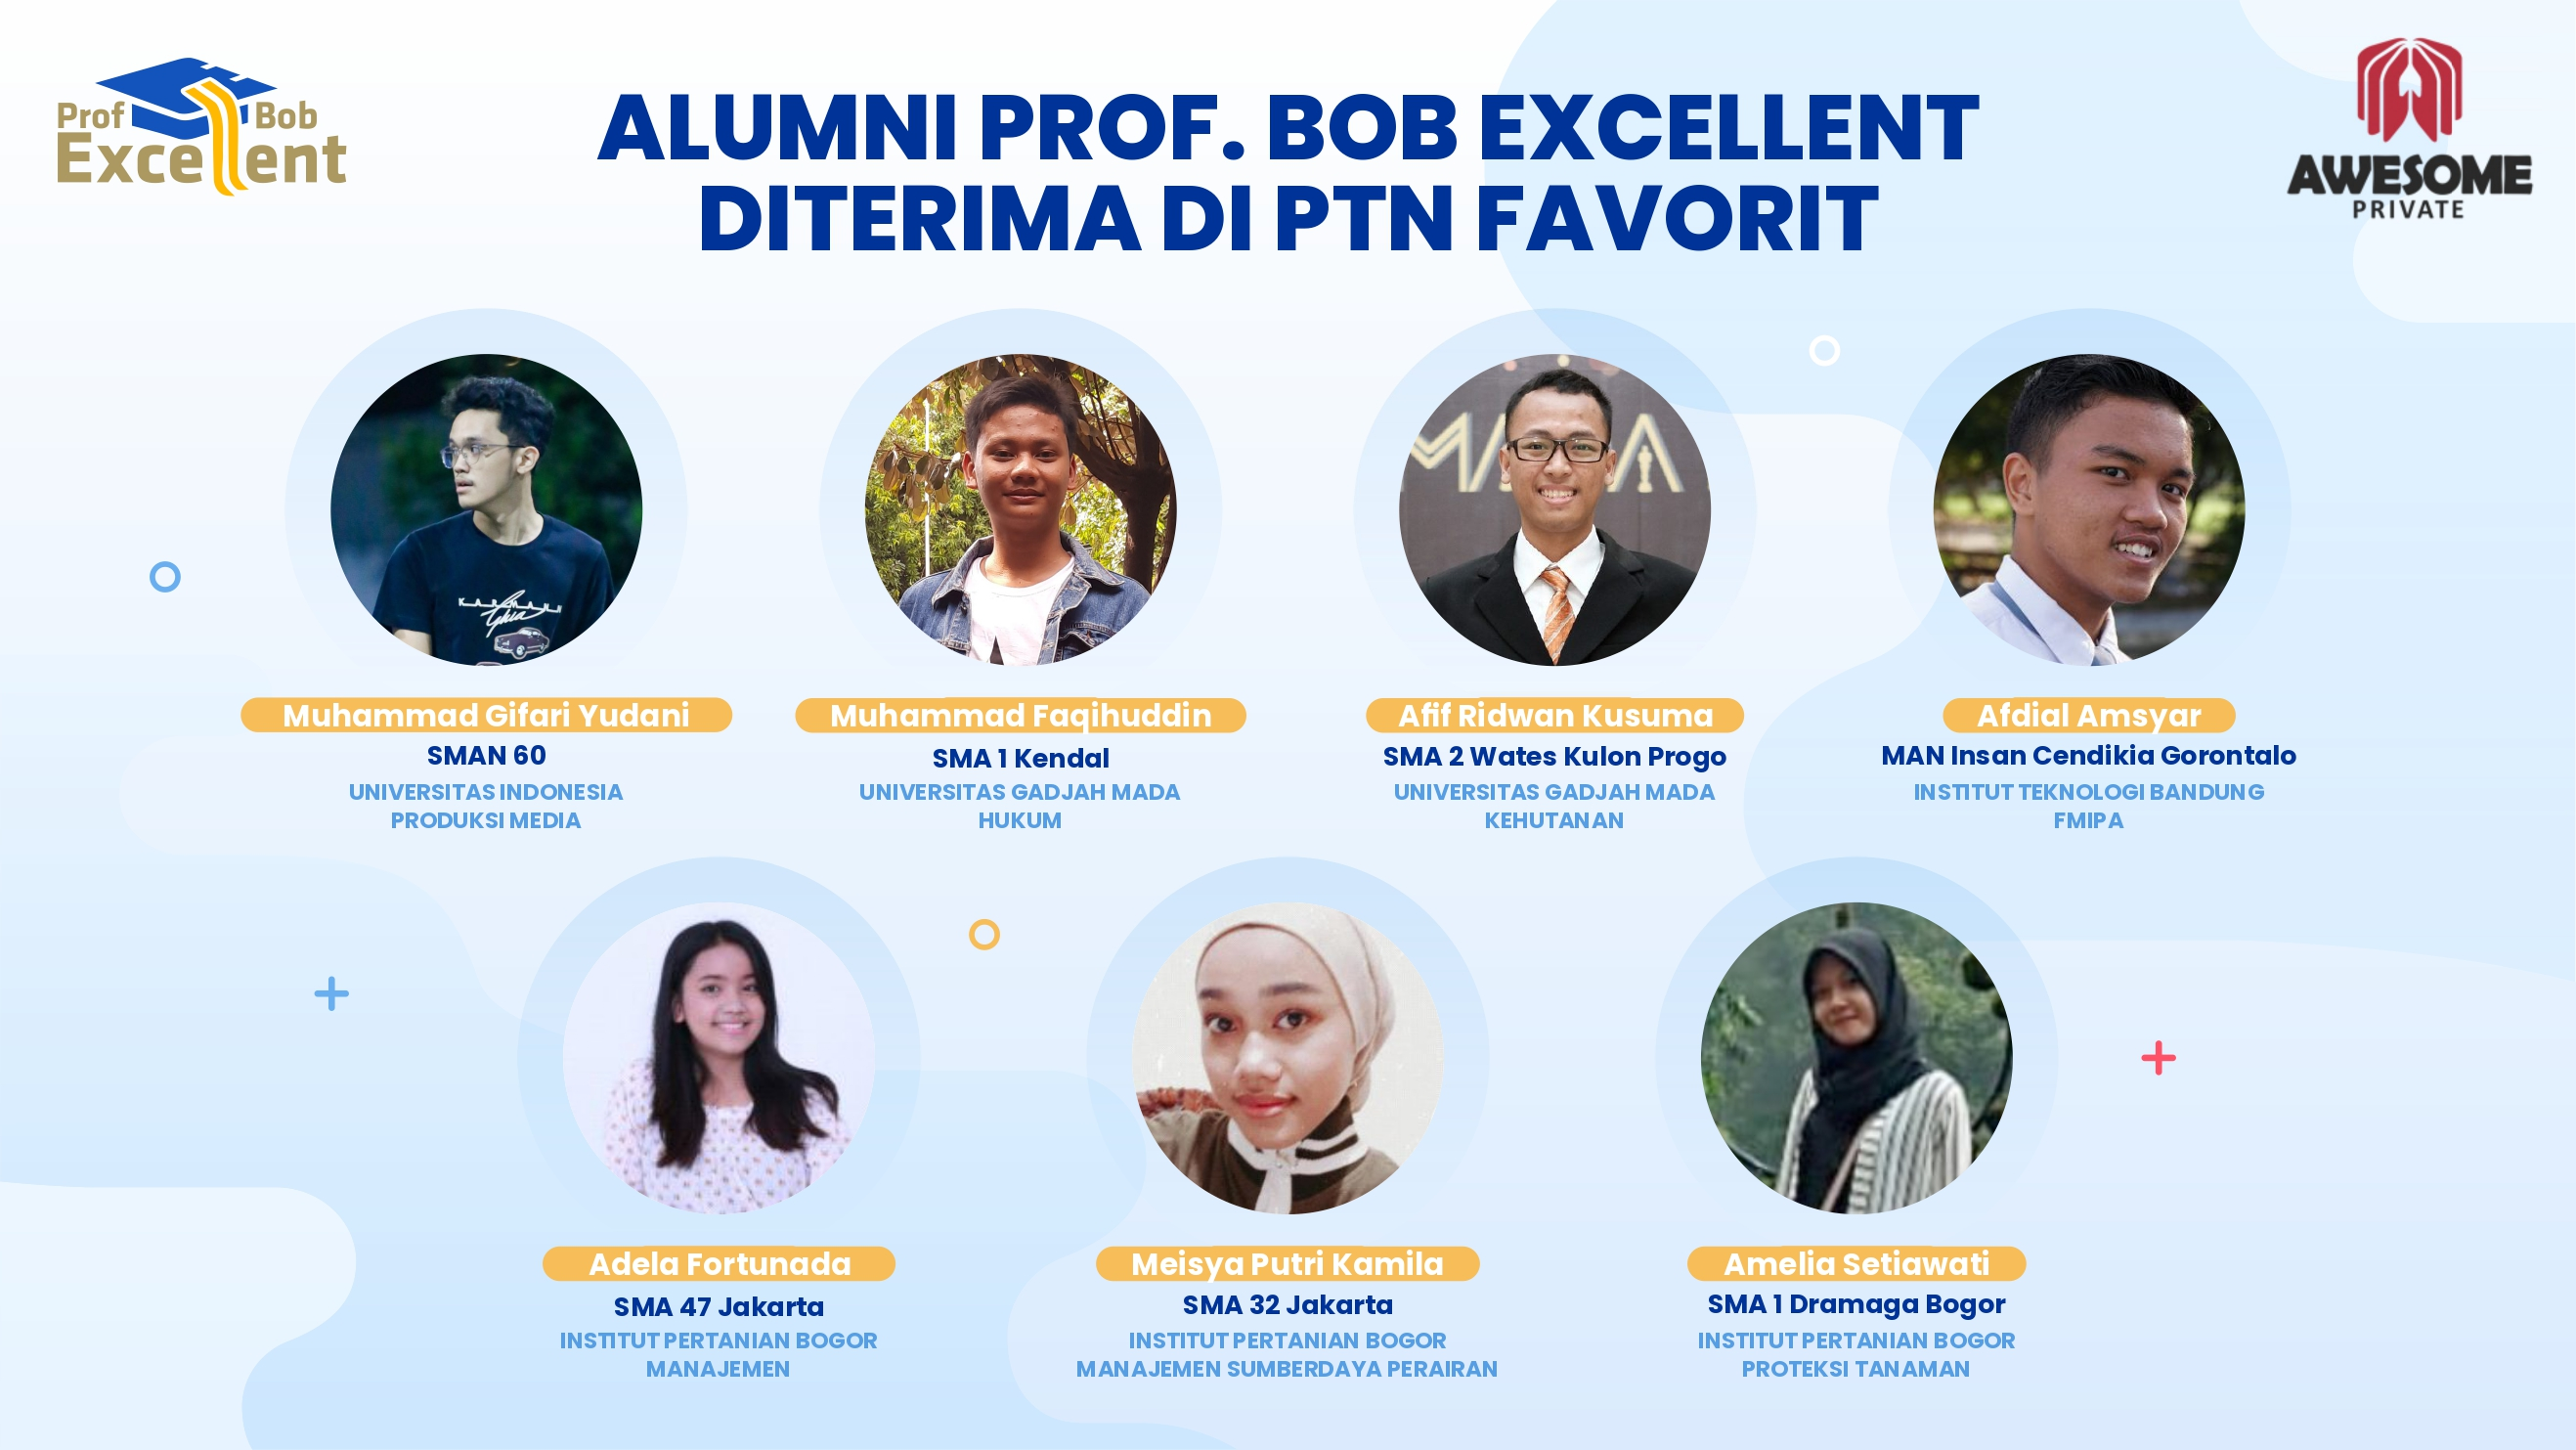 Prof Bob
Excellent
ALUMNI PROF. BOB EXCELLENT
DITERIMA DI PTN FAVORIT
AWESOME
PRIVATE
KARMANN
Ghia
Muhammad Gifari Yudani
SMAN 60
UNIVERSITAS INDONESIA
PRODUKSI MEDIA
Muhammad Faqihuddin
SMA 1 Kendal
UNIVERSITAS GADJAH MADA
HUKUM
Afif Ridwan Kusuma
SMA 2 Wates Kulon Progo
UNIVERSITAS GADJAH MADA
KEHUTANAN
Afdial Amsyar
MAN Insan Cendikia Gorontalo
INSTITUT TEKNOLOGI BANDUNG
FMIPA
Adela Fortunada
SMA 47 Jakarta
INSTITUT PERTANIAN BOGOR
MANAJEMEN
Meisya Putri Kamila
SMA 32 Jakarta
INSTITUT PERTANIAN BOGOR
MANAJEMEN SUMBERDAYA PERAIRAN
Amelia Setiawati
SMA 1 Dramaga Bogor
INSTITUT PERTANIAN BOGOR
PROTEKSI TANAMAN